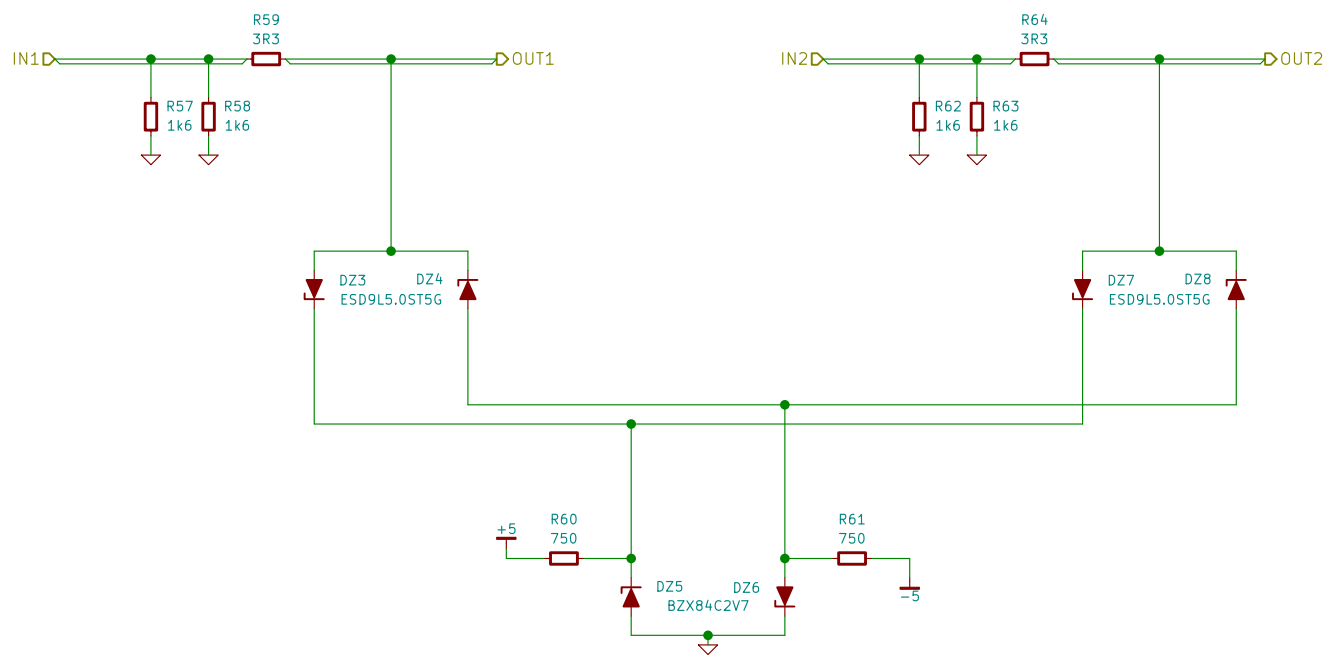 R59
3R3
R64
3R3
IN1
OUT1
IN2
OUT2
R57
1k6
R58
1k6
R62
1k6
R63
1k6
DZ3
DZ4
ESD9L5.0ST5G
DZ7
DZ8
ESD9L5.0ST5G
+5
R60
750
R61
750
-5
DZ5
DZ6
BZX84C2V7